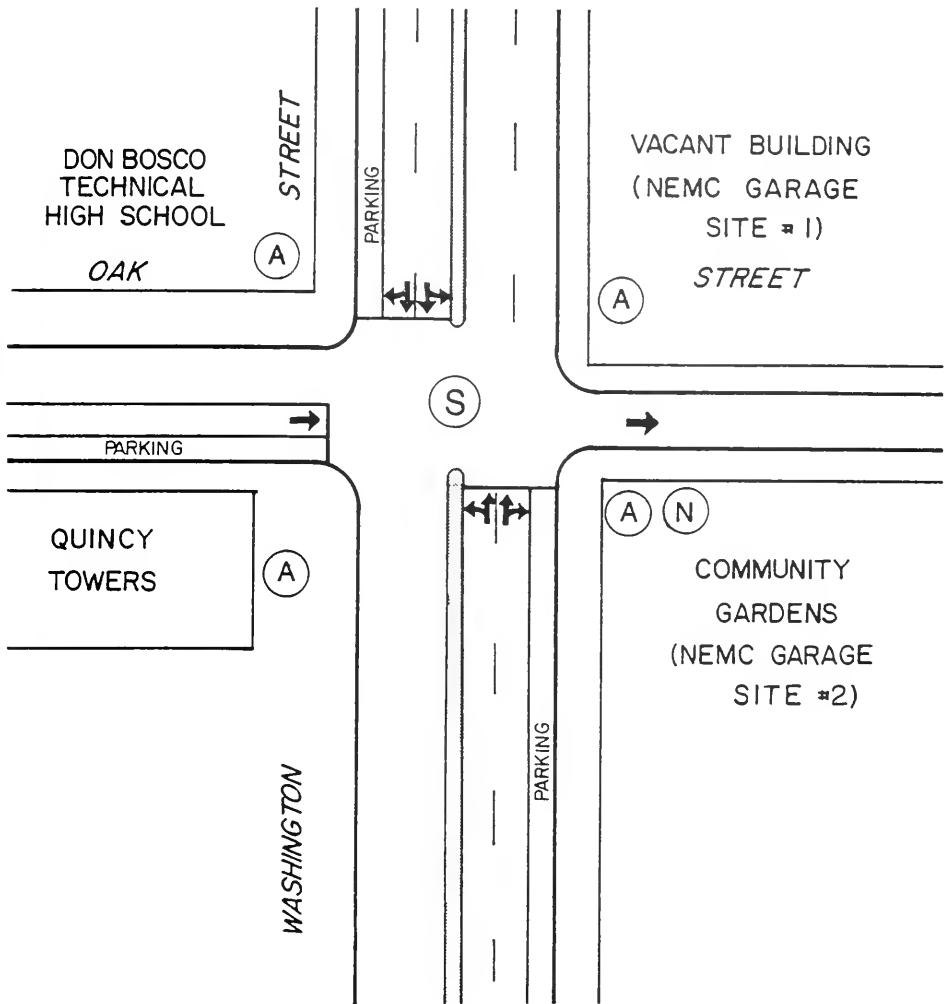 DON BOSCO
TECHNICAL
HIGH SCHOOL
OAK
STREET
A
PARKING
VACANT BUILDING
(NEMC GARAGE
SITE #1)
STREET
A
S
PARKING
QUINCY
TOWERS
A
A
N
COMMUNITY
GARDENS
(NEMC GARAGE
SITE #2)
WASHINGTON
PARKING